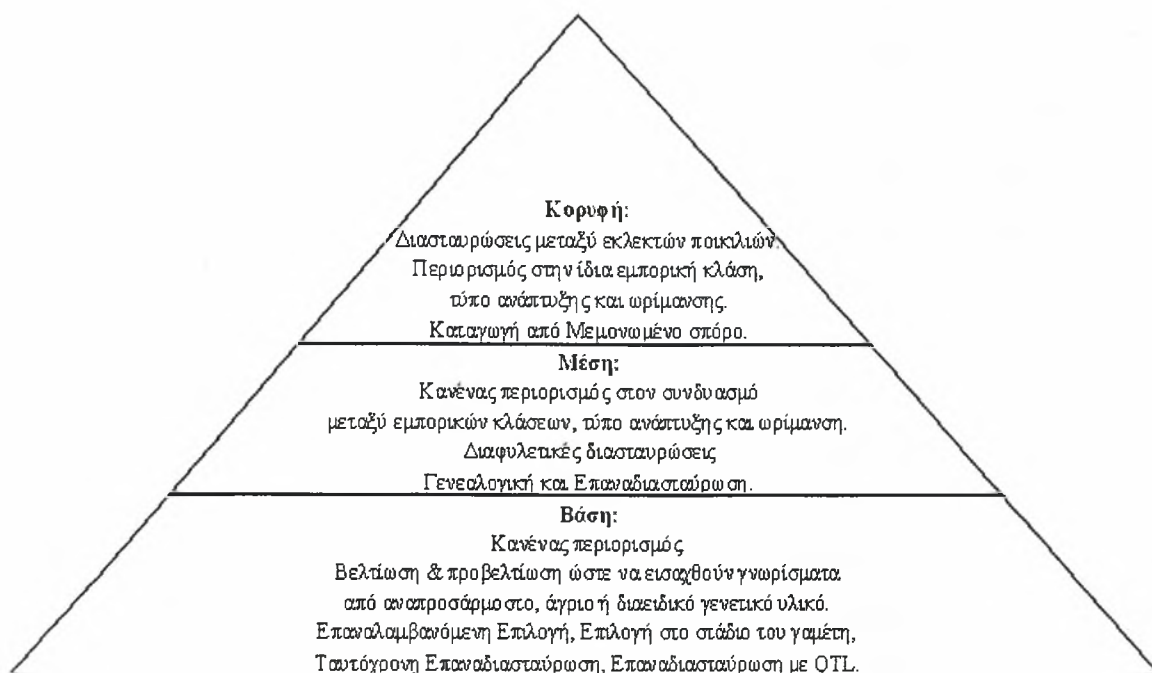 Κορυφή:
Διασταυρώσεις μεταξύ εκλεκτών ποικιλιών.
Περιορισμός στην ίδια εμπορική κλάση,
τύπο ανάπτυξης και ωρίμανσης.
Καταγωγή από Μεμονωμένο σπόρο.
Μέση:
Κανένας περιορισμός στον συνδυασμό
μεταξύ εμπορικών κλάσεων, τύπο ανάπτυξης και ωρίμανση.
Διαφυλετικές διασταυρώσεις
Γενεαλογική και Επαναδιασταύρωση.
Βάση:
Κανένας περιορισμός
Βελτίωση & προβελτίωση ώστε να εισαχθούν γνωρίσματα
από αναπροσάρμοστο, άγριο ή διαειδικό γενετικό υλικό.
Επαναλαμβανόμενη Επιλογή, Επιλογή στο στάδιο του γαμέτη,
Ταυτόχρονη Επαναδιασταύρωση, Επαναδιασταύρωση με QTL.